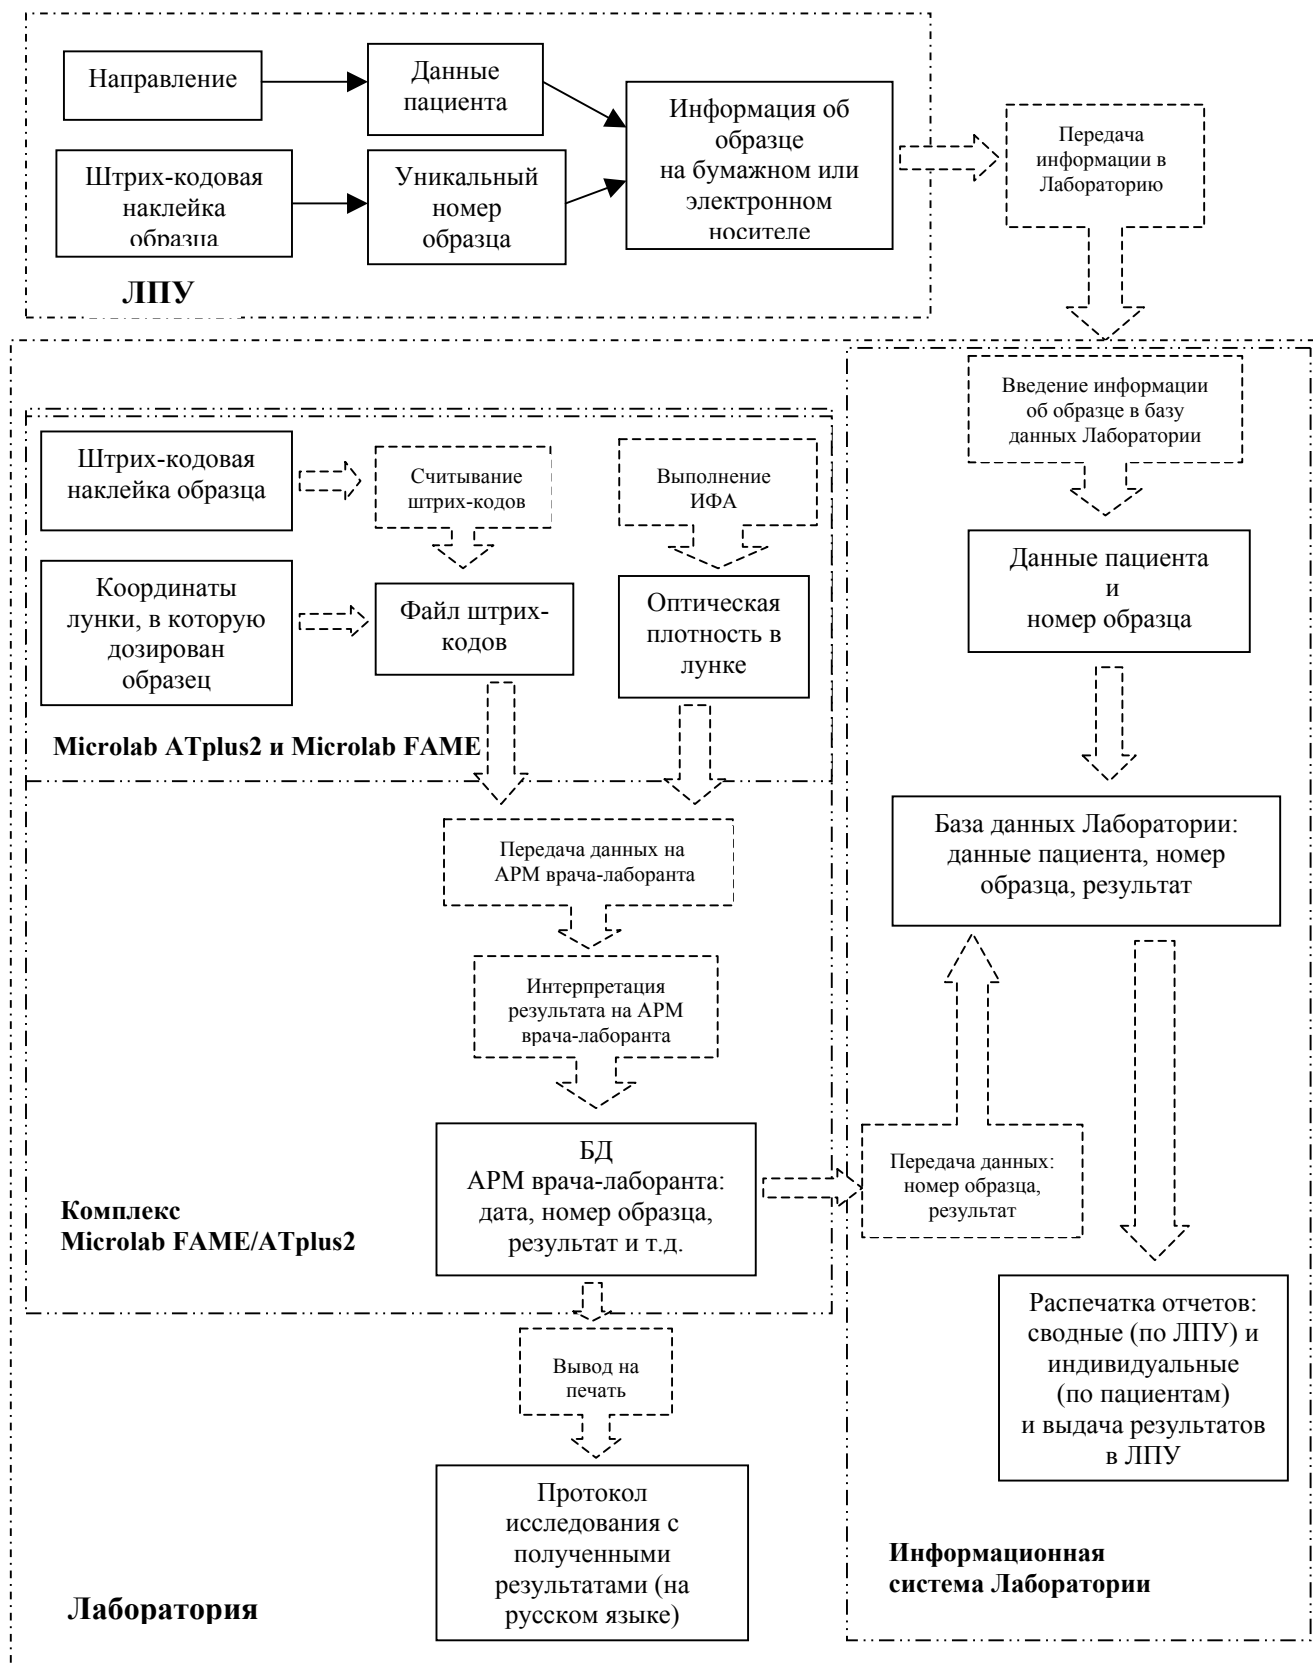 Направление
Данные
пациента
Информация об
образце
на бумажном или
электронном
носителе
Передача
информации в
Лабораторию
Штрих-кодовая
наклейка
образца
Уникальный
номер
образца
ЛПУ
Введение информации
об образце в базу
данных Лаборатории
Штрих-кодовая
наклейка образца
Считывание
штрих-кодов
Выполнение
ИФА
Данные пациента
и
номер образца
Координаты
лунки, в которую
дозирован
образец
Файл штрих-
кодов
Оптическая
плотность в
лунке
Microlab ATplus2 и Microlab FAME
База данных Лаборатории:
данные пациента, номер
образца, результат
Передача данных на
АРМ врача-лаборанта
Интерпретация
результата на АРМ
врача-лаборанта
БД
АРМ врача-лаборанта:
дата, номер образца,
результат и т.д.
Передача данных:
номер образца,
результат
Комплекс
Microlab FAME/ATplus2
Распечатка отчетов:
сводные (по ЛПУ) и
индивидуальные
(по пациентам)
и выдача результатов
в ЛПУ
Вывод на
печать
Протокол
исследования с
полученными
результатами (на
русском языке)
Информационная
система Лаборатории
Лаборатория